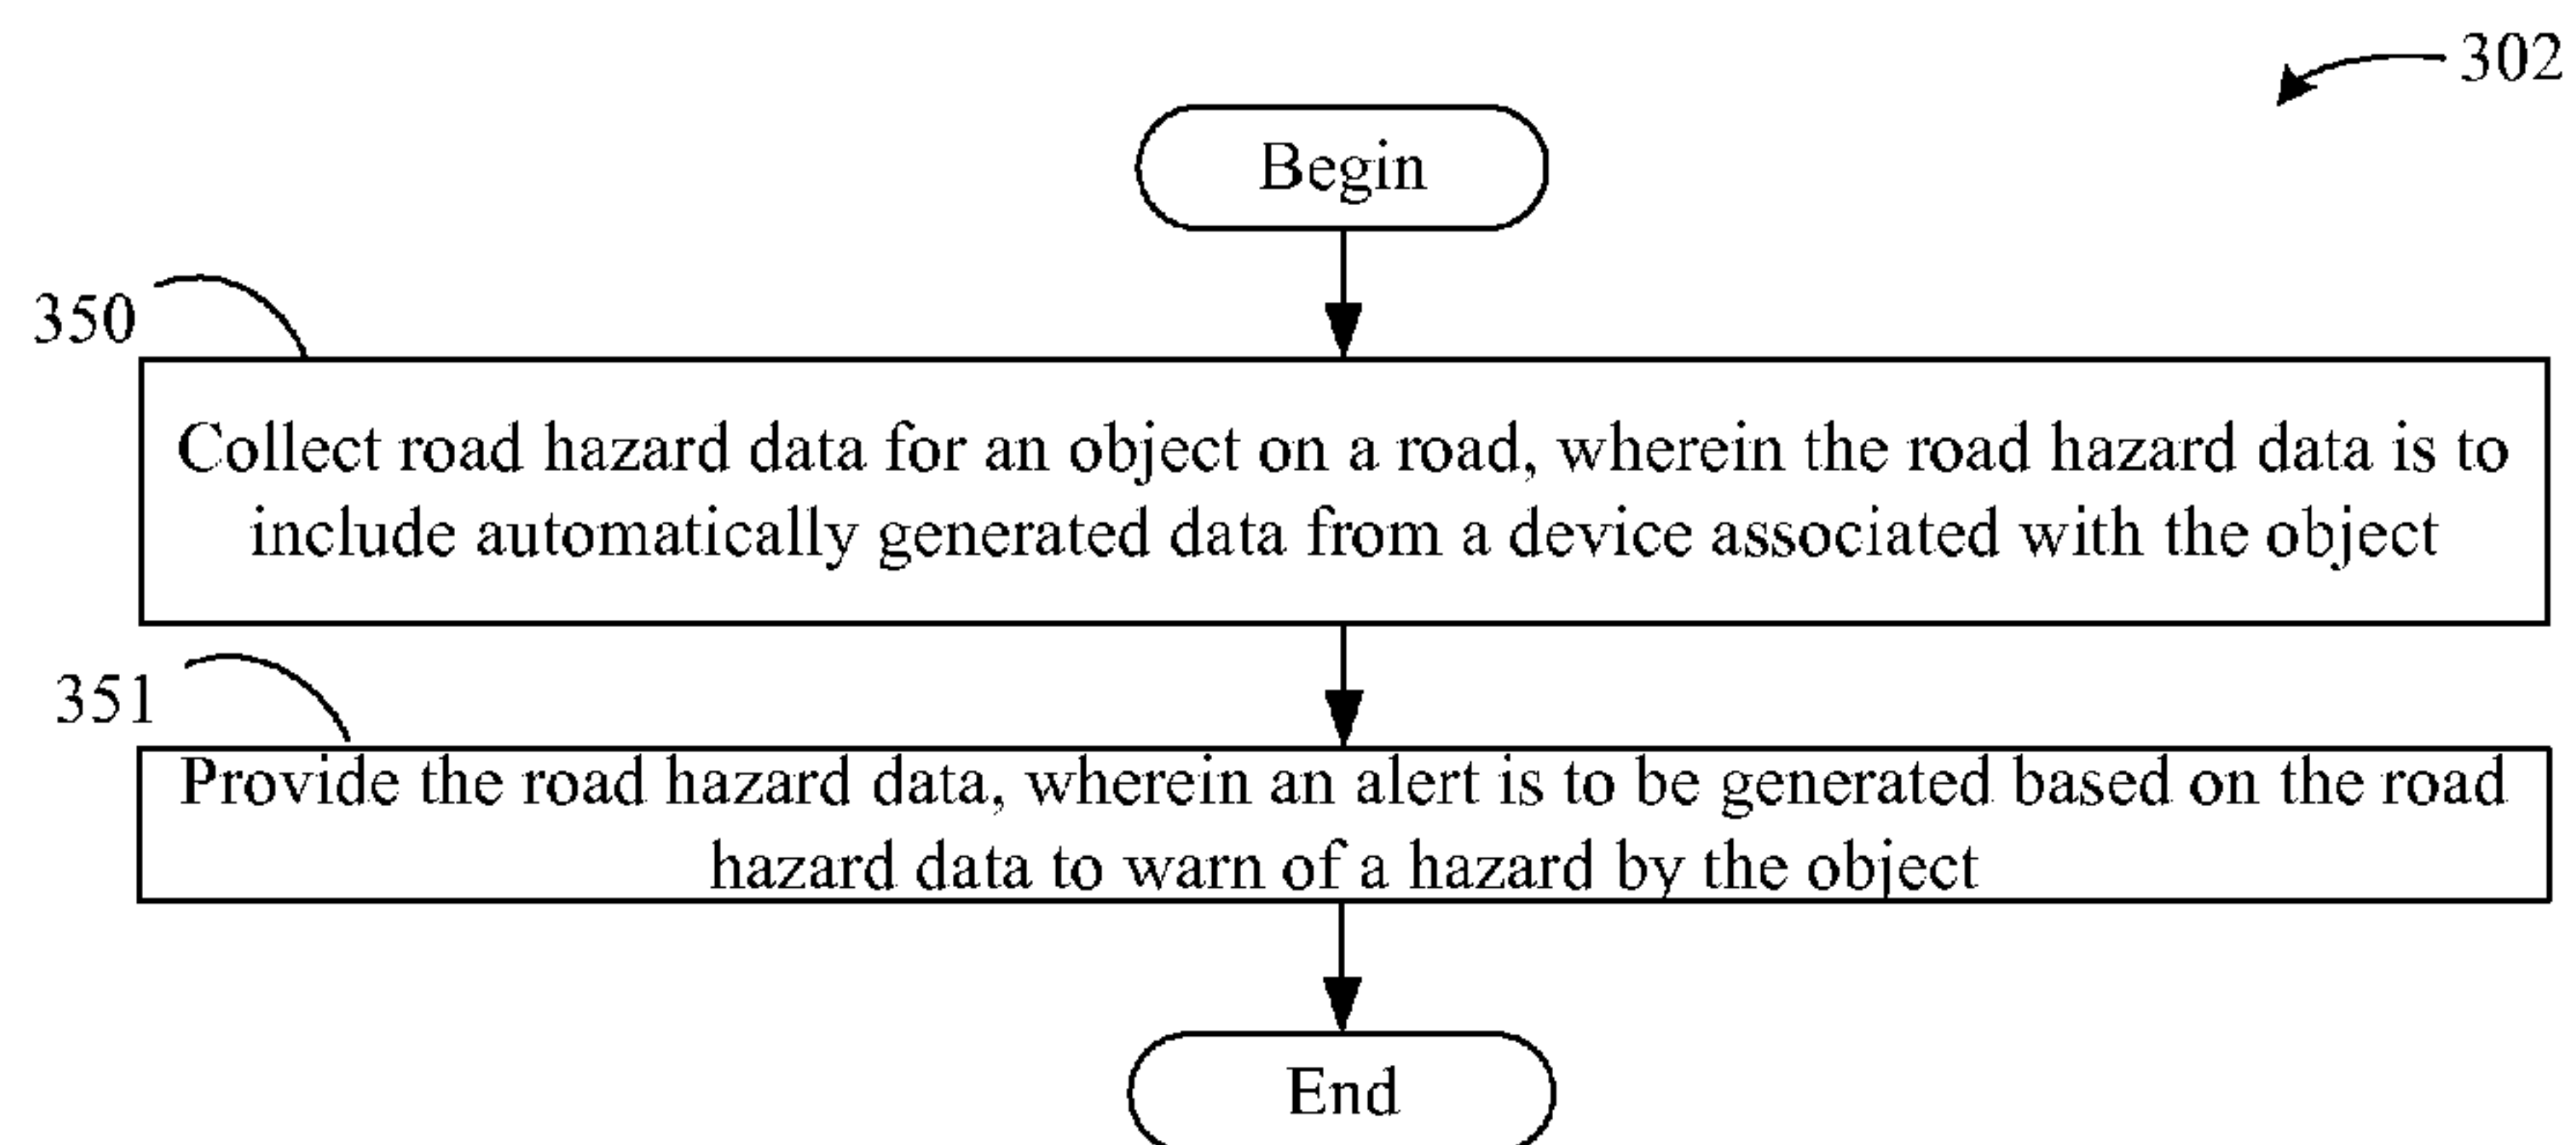 302
Begin
350
Collect road hazard data for an object on a road, wherein the road hazard data is to
include automatically generated data from a device associated with the object
351
Provide the road hazard data, wherein an alert is to be generated based on the road
hazard data to warn of a hazard by the object
End